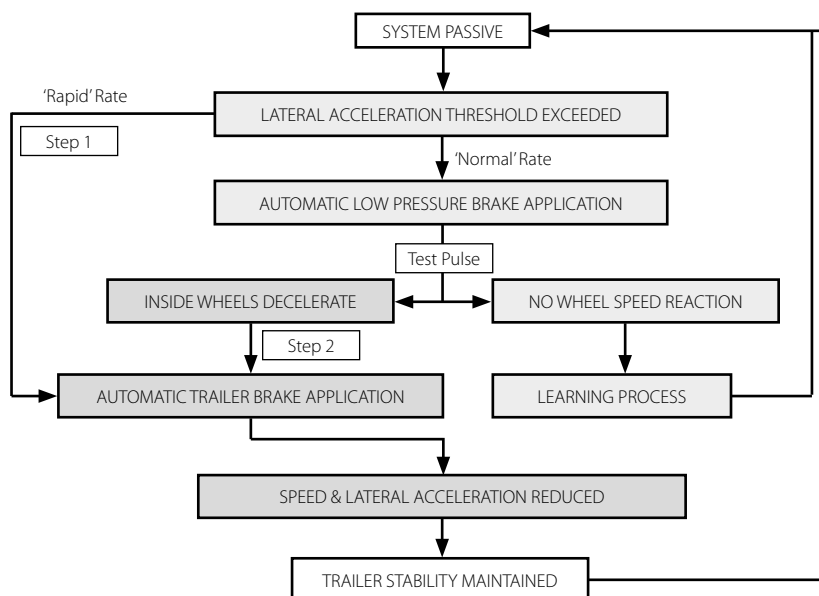 SYSTEM PASSIVE
‘Rapid’ Rate
LATERAL ACCELERATION THRESHOLD EXCEEDED
Step 1
‘Normal’ Rate
AUTOMATIC LOW PRESSURE BRAKE APPLICATION
Test Pulse
INSIDE WHEELS DECELERATE
NO WHEEL SPEED REACTION
Step 2
AUTOMATIC TRAILER BRAKE APPLICATION
LEARNING PROCESS
SPEED & LATERAL ACCELERATION REDUCED
TRAILER STABILITY MAINTAINED